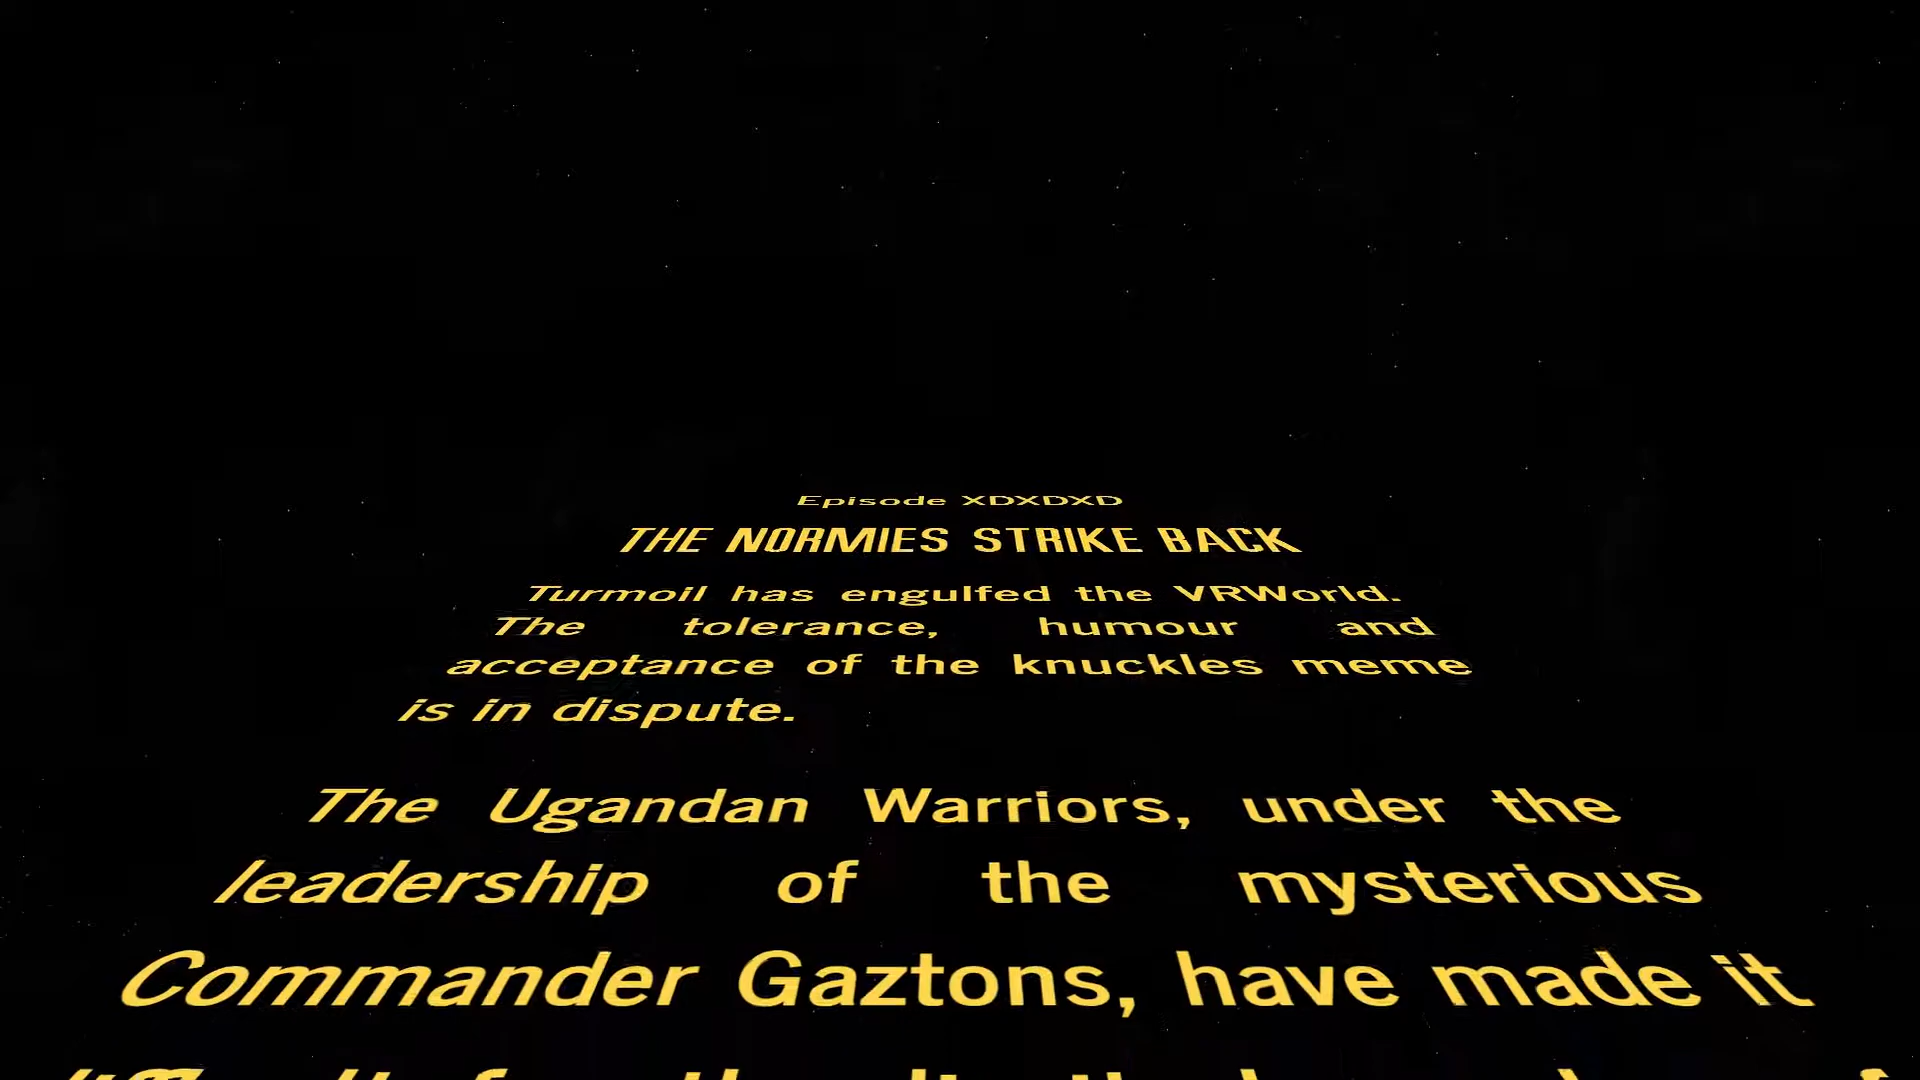 Episode XDXDXD
THE NORMIES STRIKE BACK
Turmoil has engulfed the VRWorld.
The tolerance, humour and
acceptance of the knuckles meme
is in dispute.
The Ugandan Warriors, under the
leadership of the mysterious
Commander Gaztons, have made it